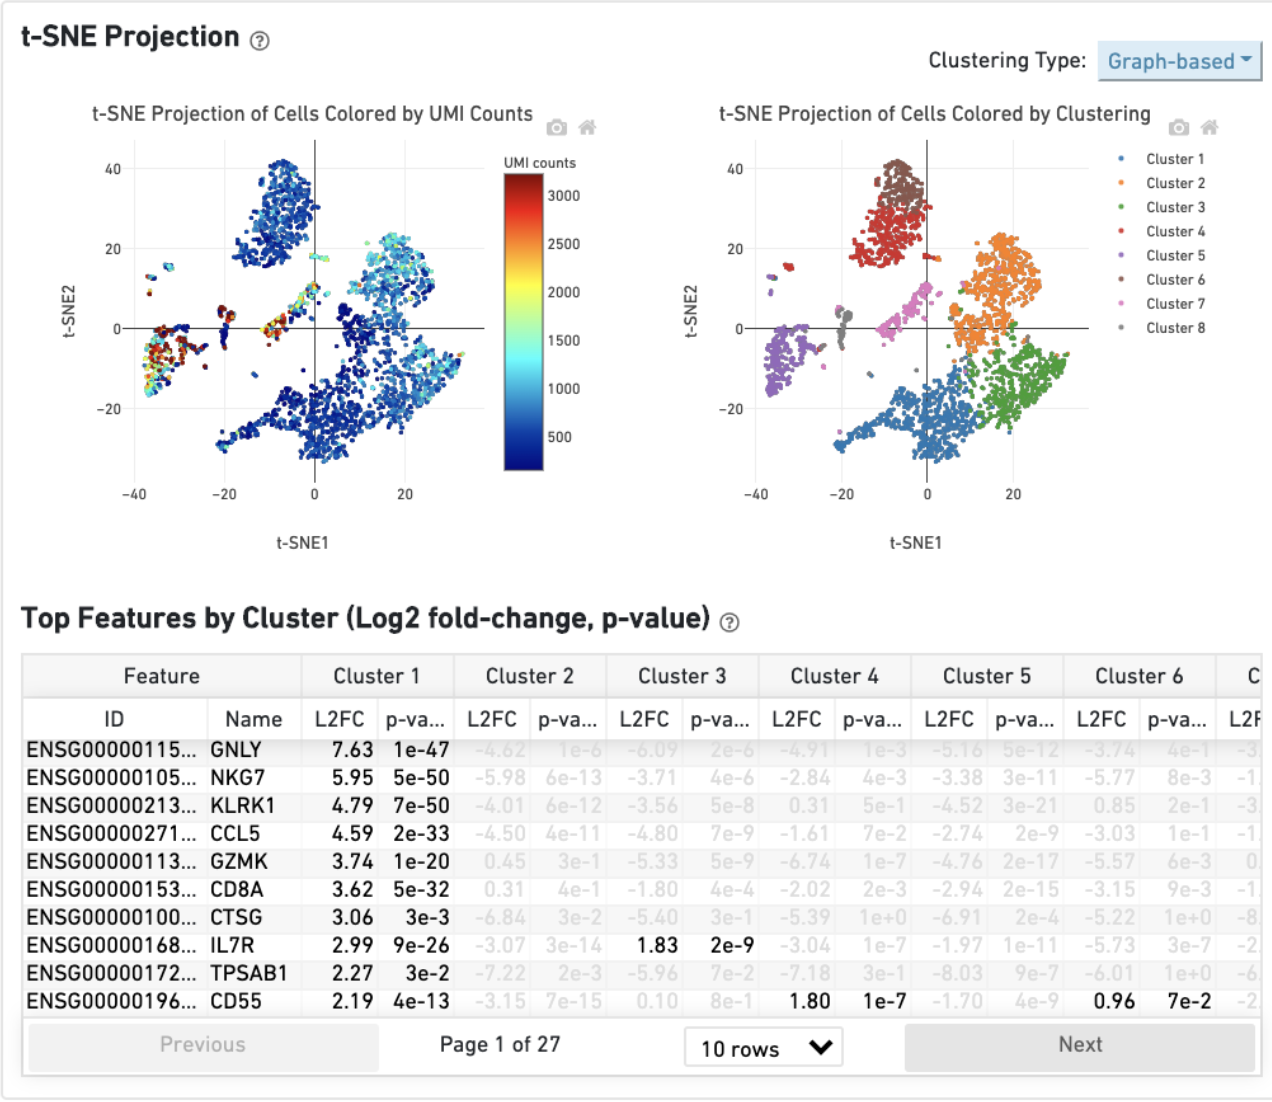 t-SNE Projection ?
Clustering Type: Graph-based
t-SNE Projection of Cells Colored by UMI Counts
t-SNE Projection of Cells Colored by Clustering
UMI counts
3000
2500
2000
1500
1000
500
40
20
0
−20
t-SNE2
−40 −20 0 20
t-SNE1
40
20
0
−20
t-SNE2
−40 −20 0 20
t-SNE1
Cluster 1
Cluster 2
Cluster 3
Cluster 4
Cluster 5
Cluster 6
Cluster 7
Cluster 8
Top Features by Cluster (Log2 fold-change, p-value) ?
Feature Cluster 1 Cluster 2 Cluster 3 Cluster 4 Cluster 5 Cluster 6 C
ID Name L2FC p-va... L2FC p-va... L2FC p-va... L2FC p-va... L2FC p-va... L2FC p-va... L2F
ENSG00000115... GNLY 7.63 1e-47 -4.62 1e-6 -6.09 2e-6 -4.91 1e-3 -5.16 5e-12 -3.74 4e-1 -3.
ENSG00000105... NKG7 5.95 5e-50 -5.98 6e-13 -3.71 4e-6 -2.84 4e-3 -3.38 3e-11 -5.77 8e-3 -1.
ENSG00000213... KLRK1 4.79 7e-50 -4.01 6e-12 -3.56 5e-8 0.31 5e-1 -4.52 3e-21 0.85 2e-1 -3.
ENSG00000271... CCL5 4.59 2e-33 -4.50 4e-11 -4.80 7e-9 -1.61 7e-2 -2.74 2e-9 -3.03 1e-1 -1.
ENSG00000113... GZMK 3.74 1e-20 0.45 3e-1 -5.33 5e-9 -6.74 1e-7 -4.76 2e-17 -5.57 6e-3 0.
ENSG00000153... CD8A 3.62 5e-32 0.31 4e-1 -1.80 4e-4 -2.02 2e-3 -2.94 2e-15 -3.15 9e-3 -1.
ENSG00000100... CTSG 3.06 3e-3 -6.84 3e-2 -5.40 3e-1 -5.39 1e+0 -6.91 2e-4 -5.22 1e+0 -8.
ENSG00000168... IL7R 2.99 9e-26 -3.07 3e-14 1.83 2e-9 -3.04 1e-7 -1.97 1e-11 -5.73 3e-7 -2.
ENSG00000172... TPSAB1 2.27 3e-2 -7.22 2e-3 -5.96 7e-2 -7.18 3e-1 -8.03 9e-7 -6.01 1e+0 -6.
ENSG00000196... CD55 2.19 4e-13 -3.15 7e-15 0.10 8e-1 1.80 1e-7 -1.70 4e-9 0.96 7e-2 -2.
Previous Page 1 of 27 10 rows Next